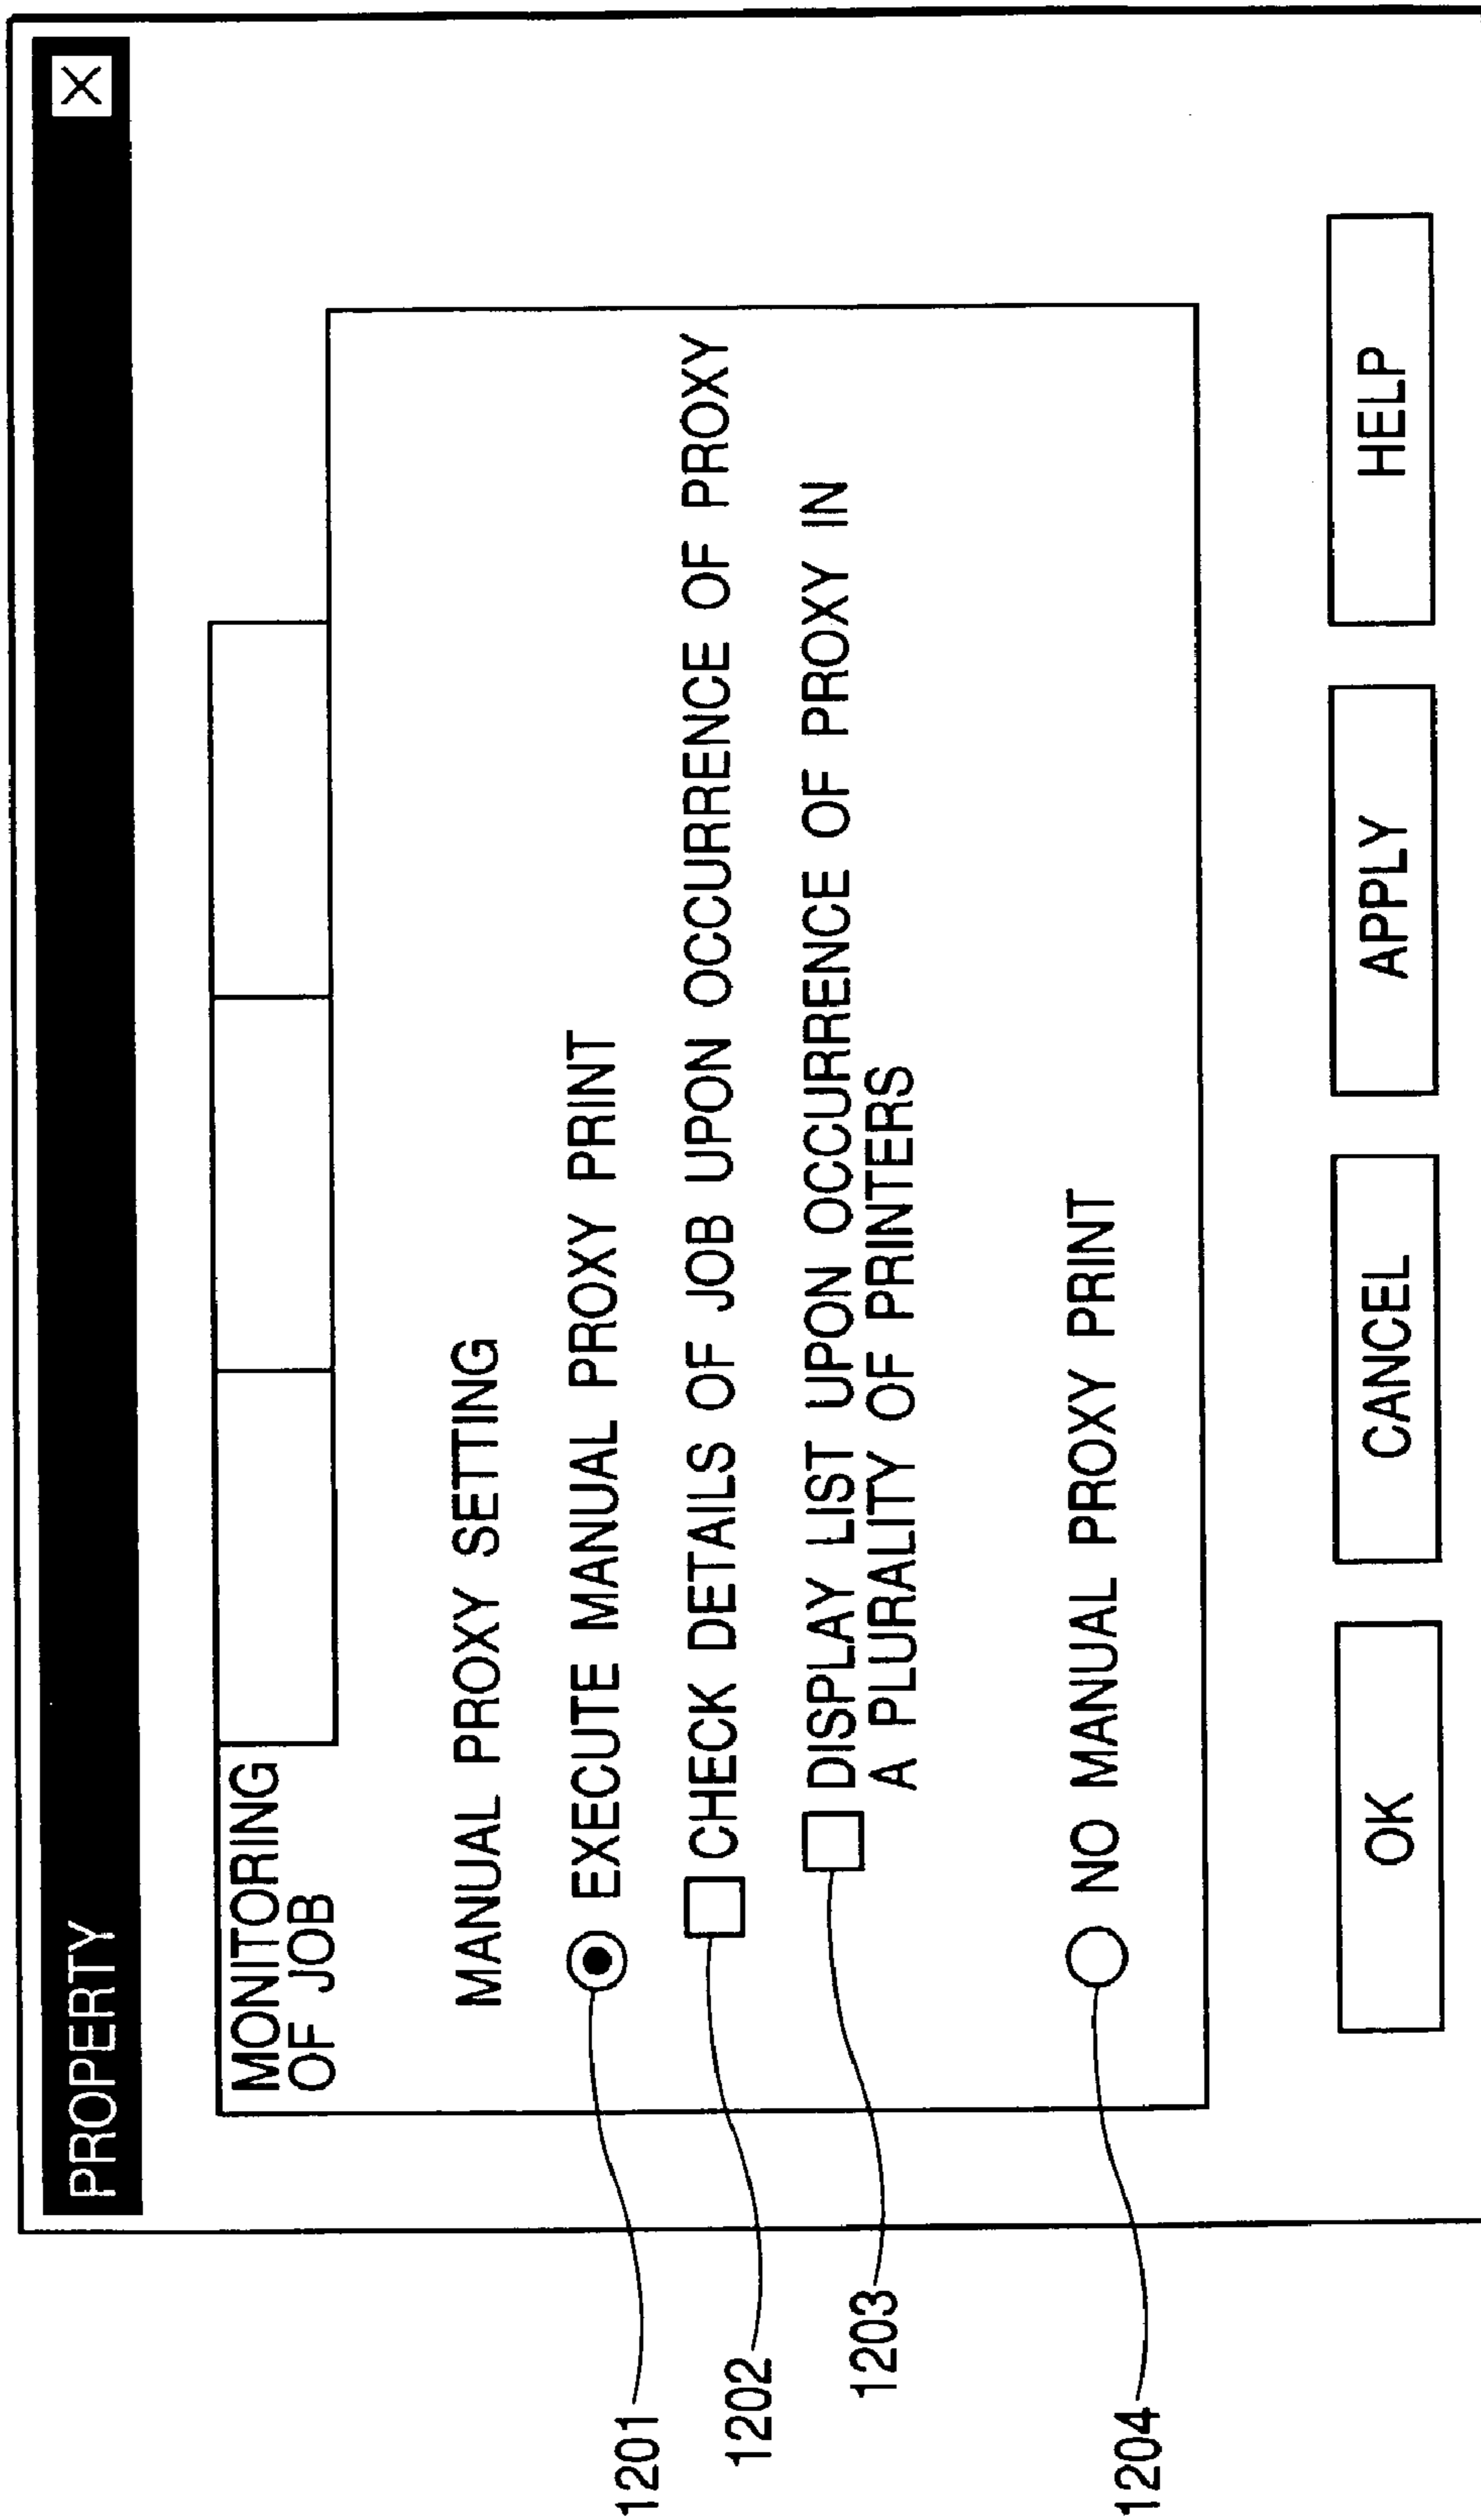 PROPERTY
X
MONITORING
OF JOB
MANUAL PROXY SETTING
1201
EXECUTE MANUAL PROXY PRINT
1202
CHECK DETAILS OF JOB UPON OCCURRENCE OF PROXY
1203
DISPLAY LIST UPON OCCURRENCE OF PROXY IN
A PLURALITY OF PRINTERS
1204
NO MANUAL PROXY PRINT
OK
CANCEL
APPLY
HELP